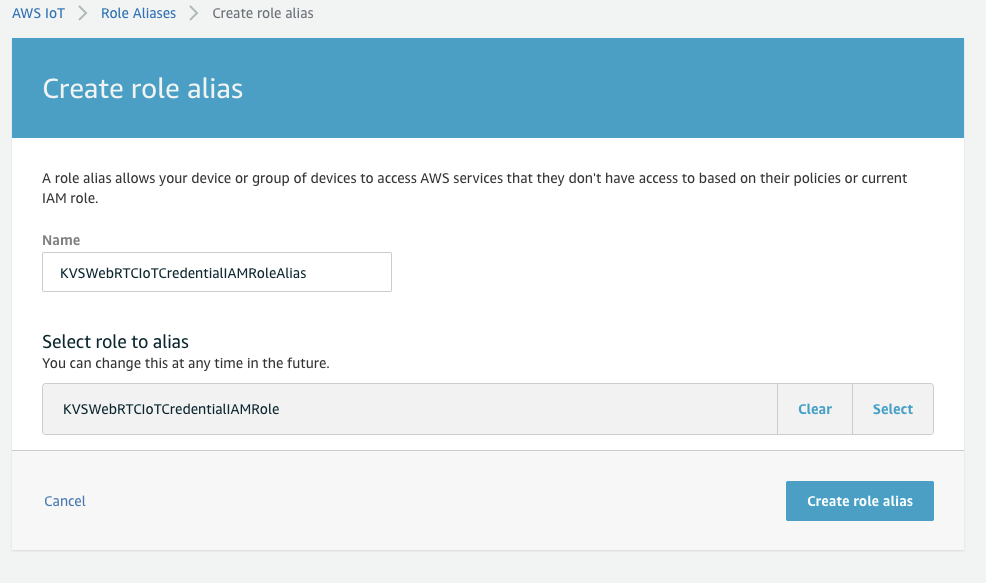 AWS IoT > Role Aliases > Create role alias
Create role alias
A role alias allows your device or group of devices to access AWS services that they don't have access to based on their policies or current
IAM role.
Name
KVSWebRTCIoTCredentialIAMRoleAlias
Select role to alias
You can change this at any time in the future.
KVSWebRTCIoTCredentialIAMRole Clear Select
Cancel Create role alias